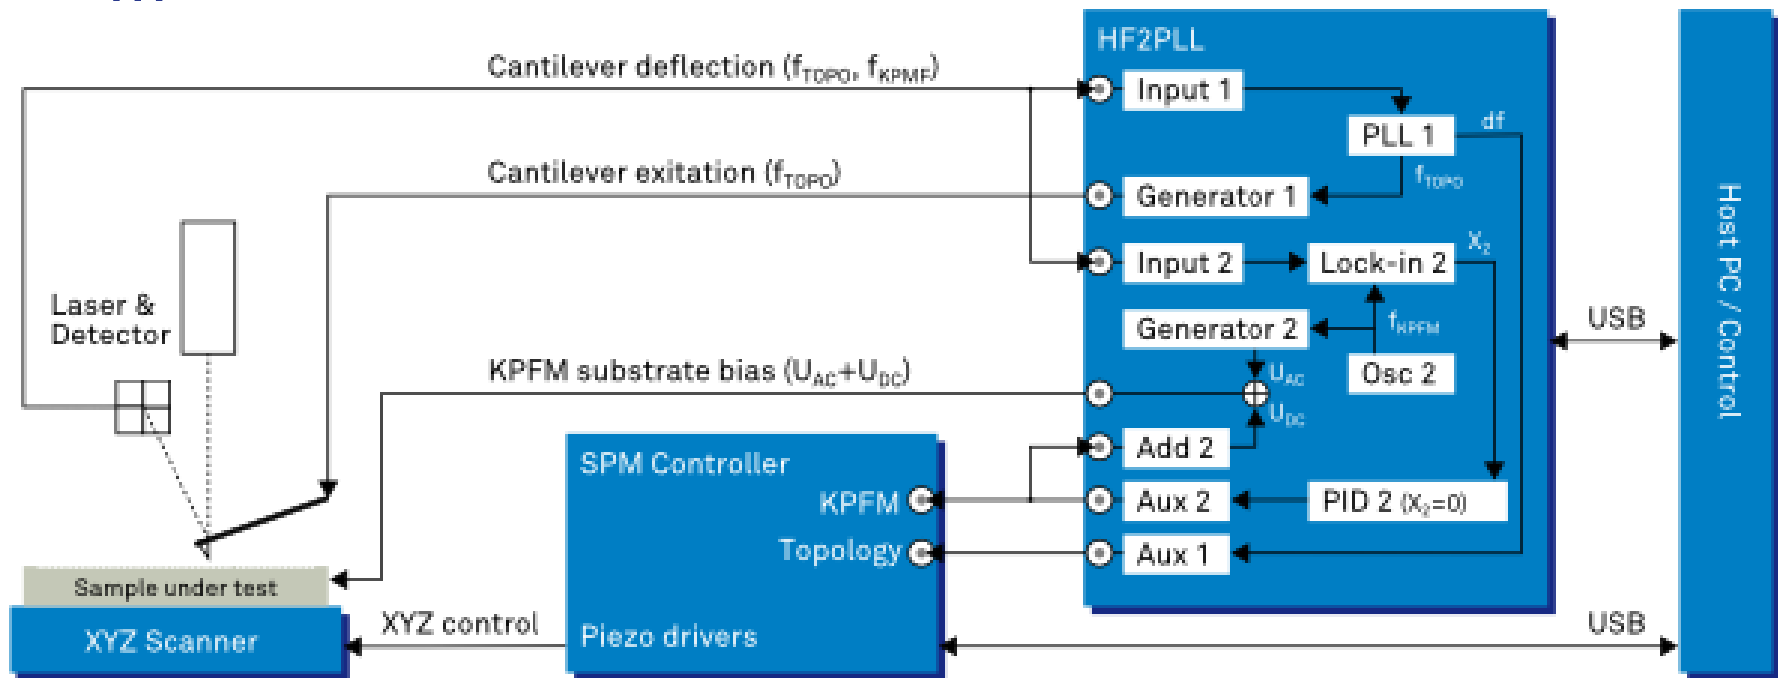 HF2PLL
Cantilever deflection (fTOPO, fKPMF)
Input 1
PLL 1
df
fTOPO
Cantilever exitation (fTOPO)
Generator 1
Input 2
Lock-in 2
X2
Generator 2
fKPFM
Osc 2
Laser &
Detector
KPFM substrate bias (UAC+UDC)
UAC
UDC
Add 2
SPM Controller
KPFM
Aux 2
PID 2 (X2=0)
Topology
Aux 1
Sample under test
XYZ Scanner
XYZ control
Piezo drivers
USB
USB
Host PC / Control